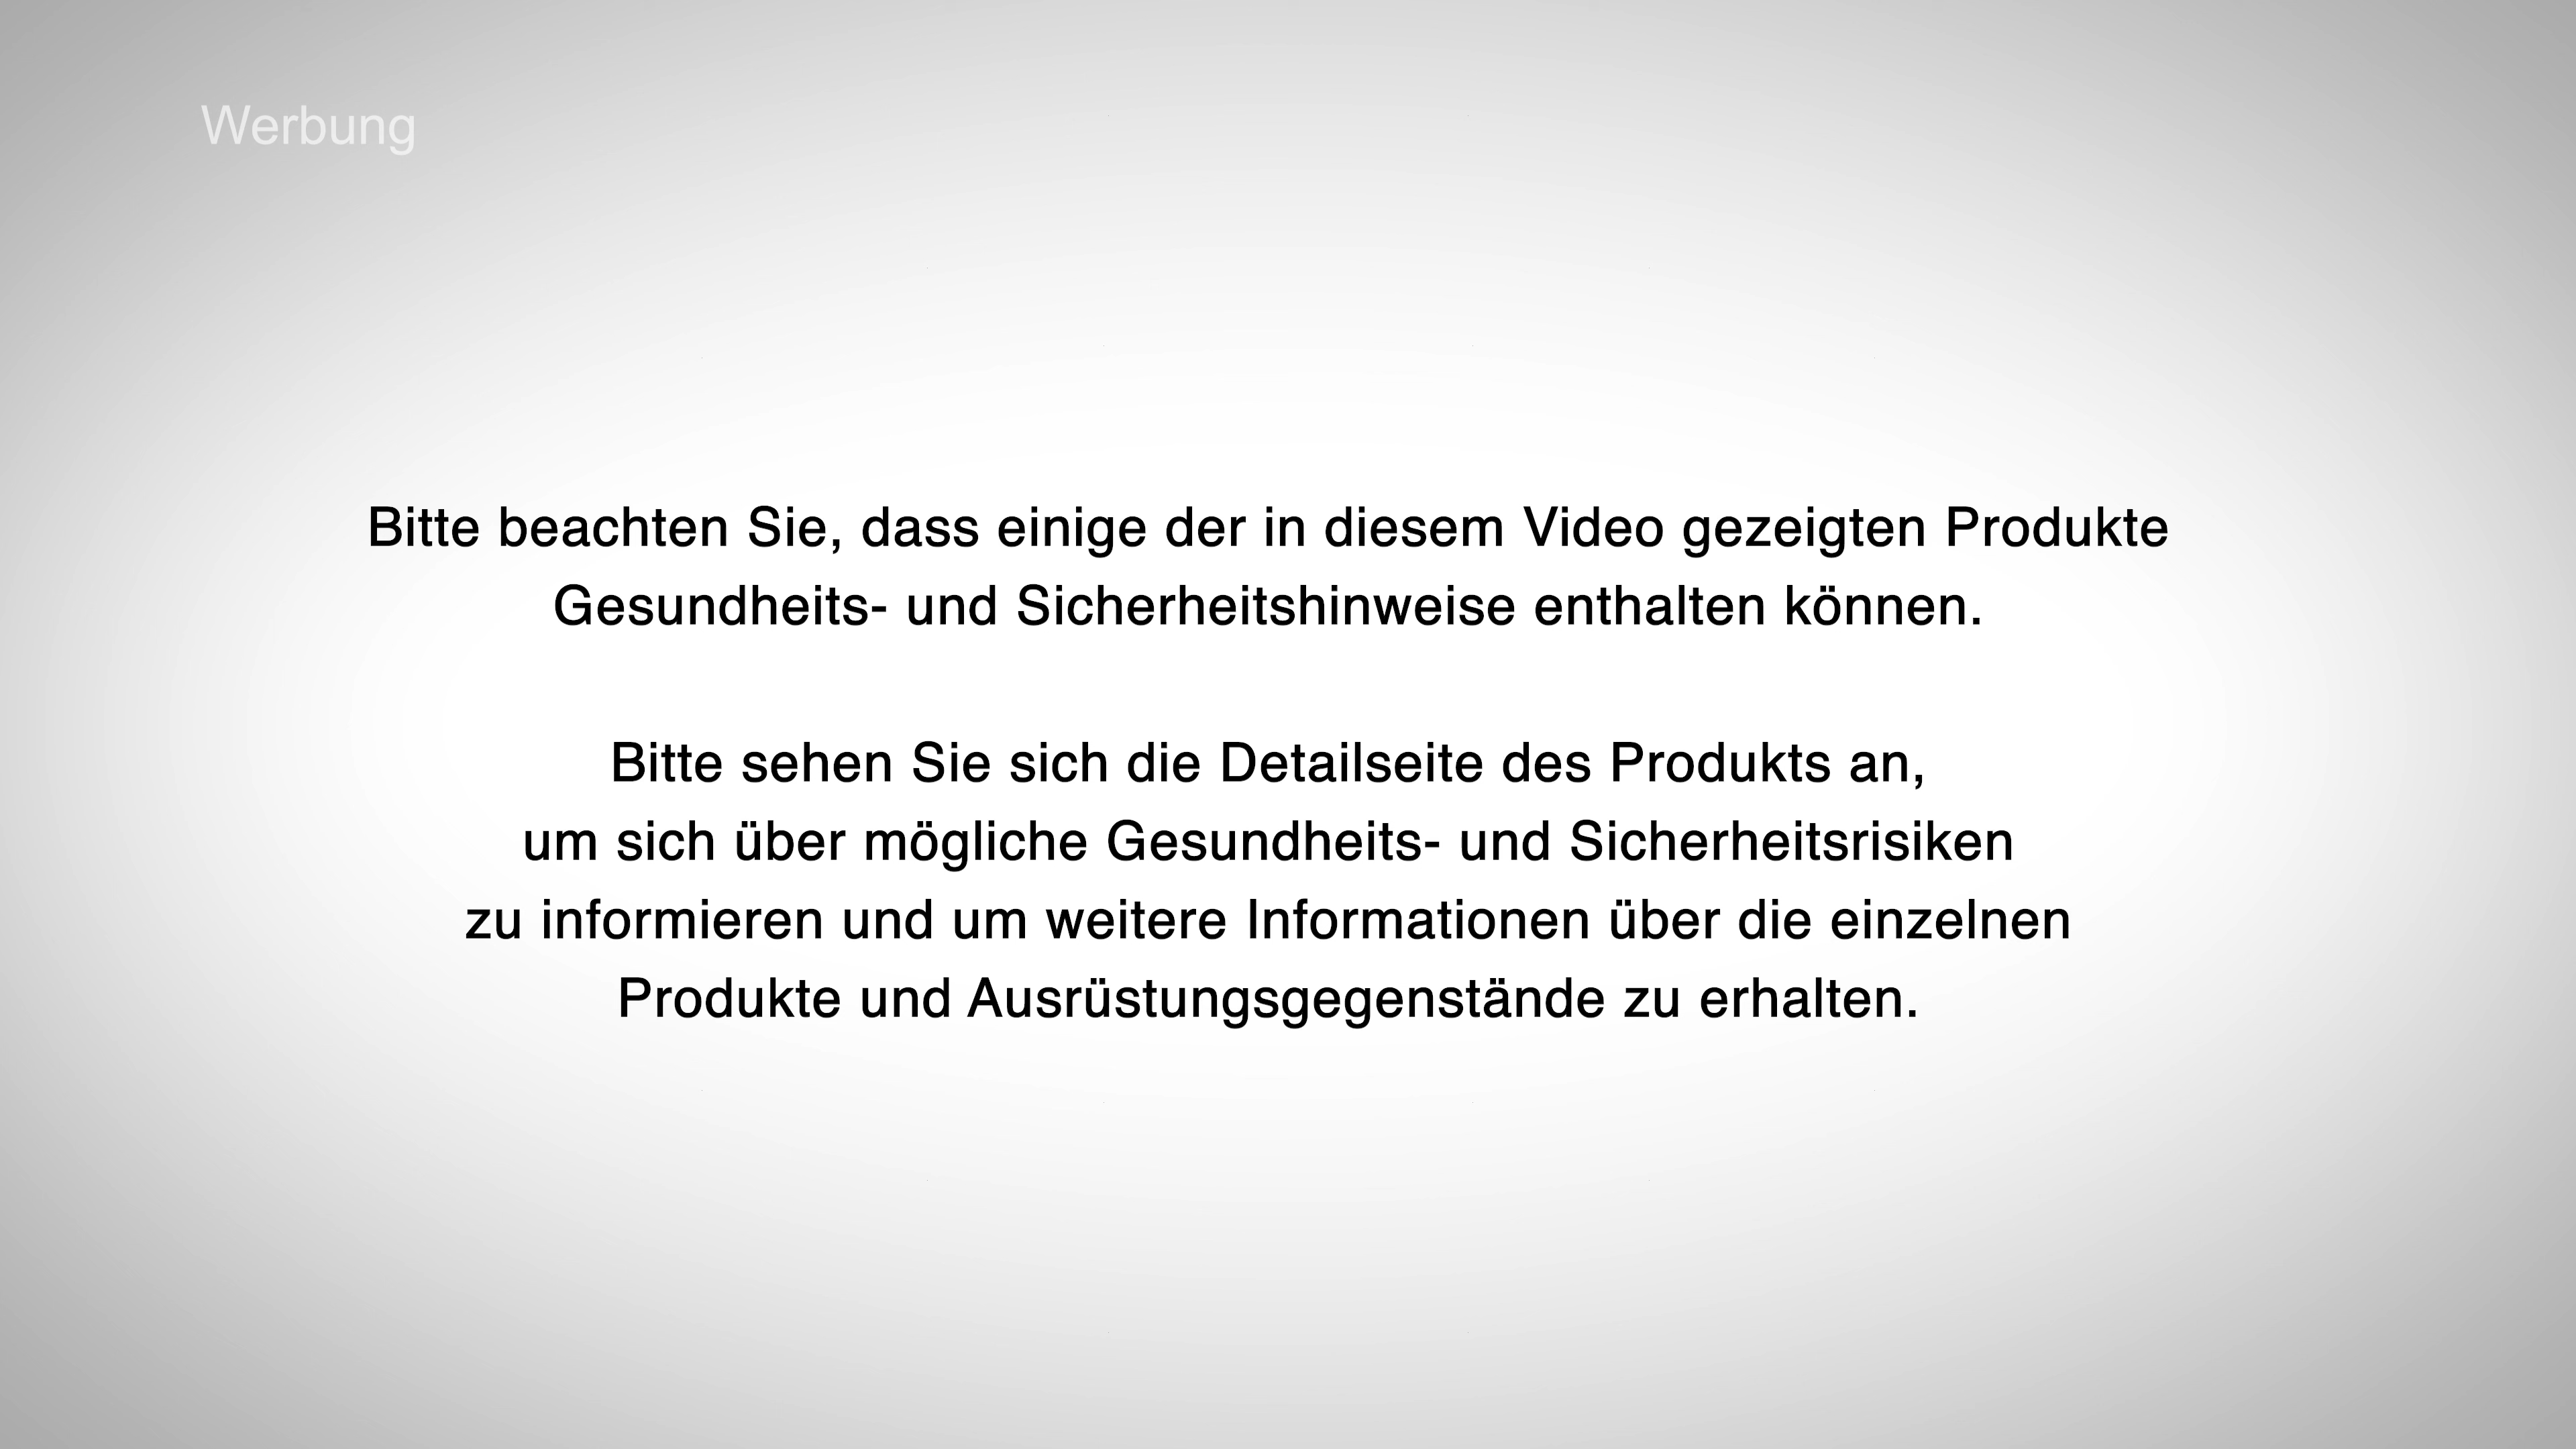 Werbung
Bitte beachten Sie, dass einige der in diesem Video gezeigten Produkte
Gesundheits- und Sicherheitshinweise enthalten können.
Bitte sehen Sie sich die Detailseite des Produkts an,
um sich über mögliche Gesundheits- und Sicherheitsrisiken
zu informieren und um weitere Informationen über die einzelnen
Produkte und Ausrüstungsgegenstände zu erhalten.